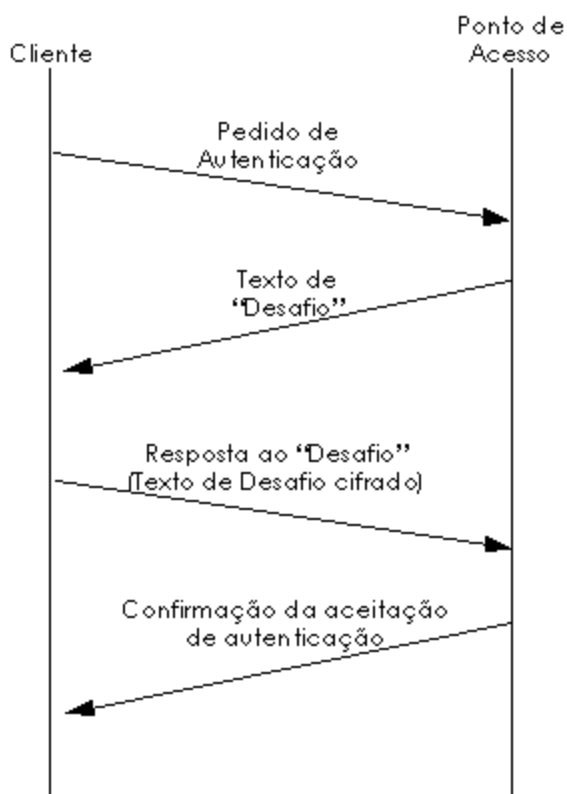 Cliente
Ponto de
Acesso
Pedido de
Autenticação
Texto de
“Desafio”
Resposta ao “Desafio”
(Texto de Desafio cifrado)
Confirmação da aceitação
de autenticação